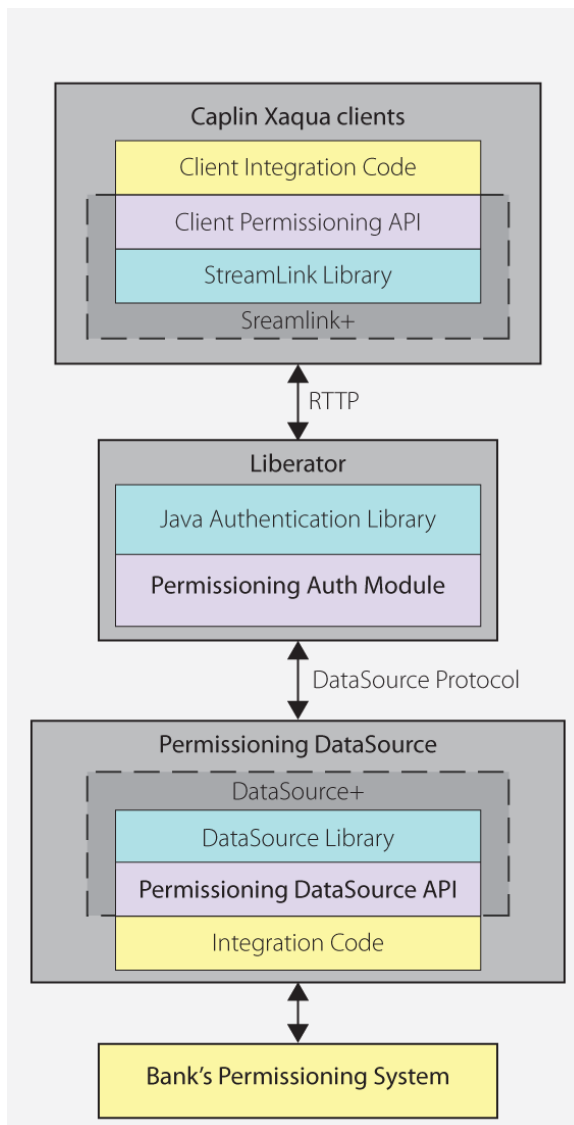 Caplin Xaqua clients
Client Integration Code
Client Permissioning API
StreamLink Library
Sreamlink+
RTTP
Liberator
Java Authentication Library
Permissioning Auth Module
DataSource Protocol
Permissioning DataSource
DataSource+
DataSource Library
Permissioning DataSource API
Integration Code
Bank’s Permissioning System